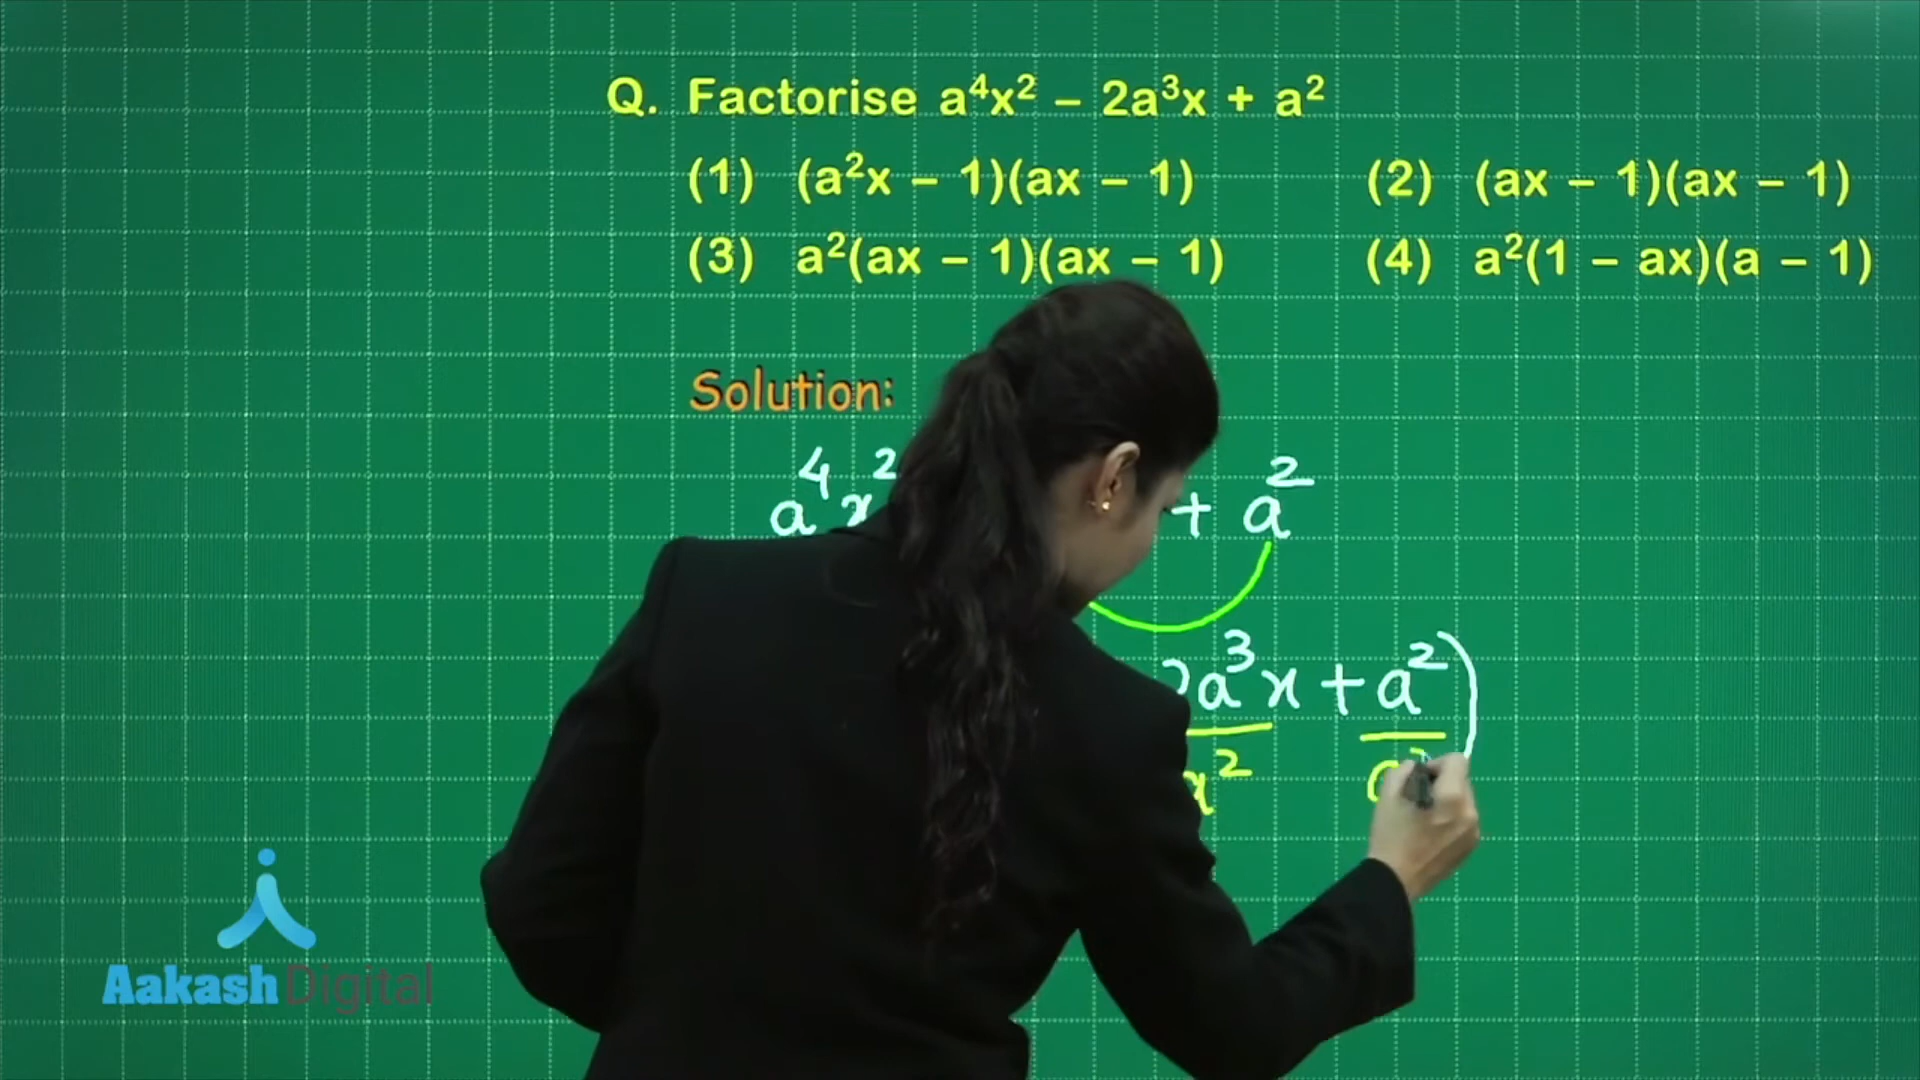 Q. Factorise a⁴x² – 2a³x + a²
(1) (a²x – 1)(ax – 1) (2) (ax – 1)(ax – 1)
(3) a²(ax – 1)(ax – 1) (4) a²(1 – ax)(a – 1)
Solution:
a⁴x² + a²
a³x + a²)
a²
Aakash Digital